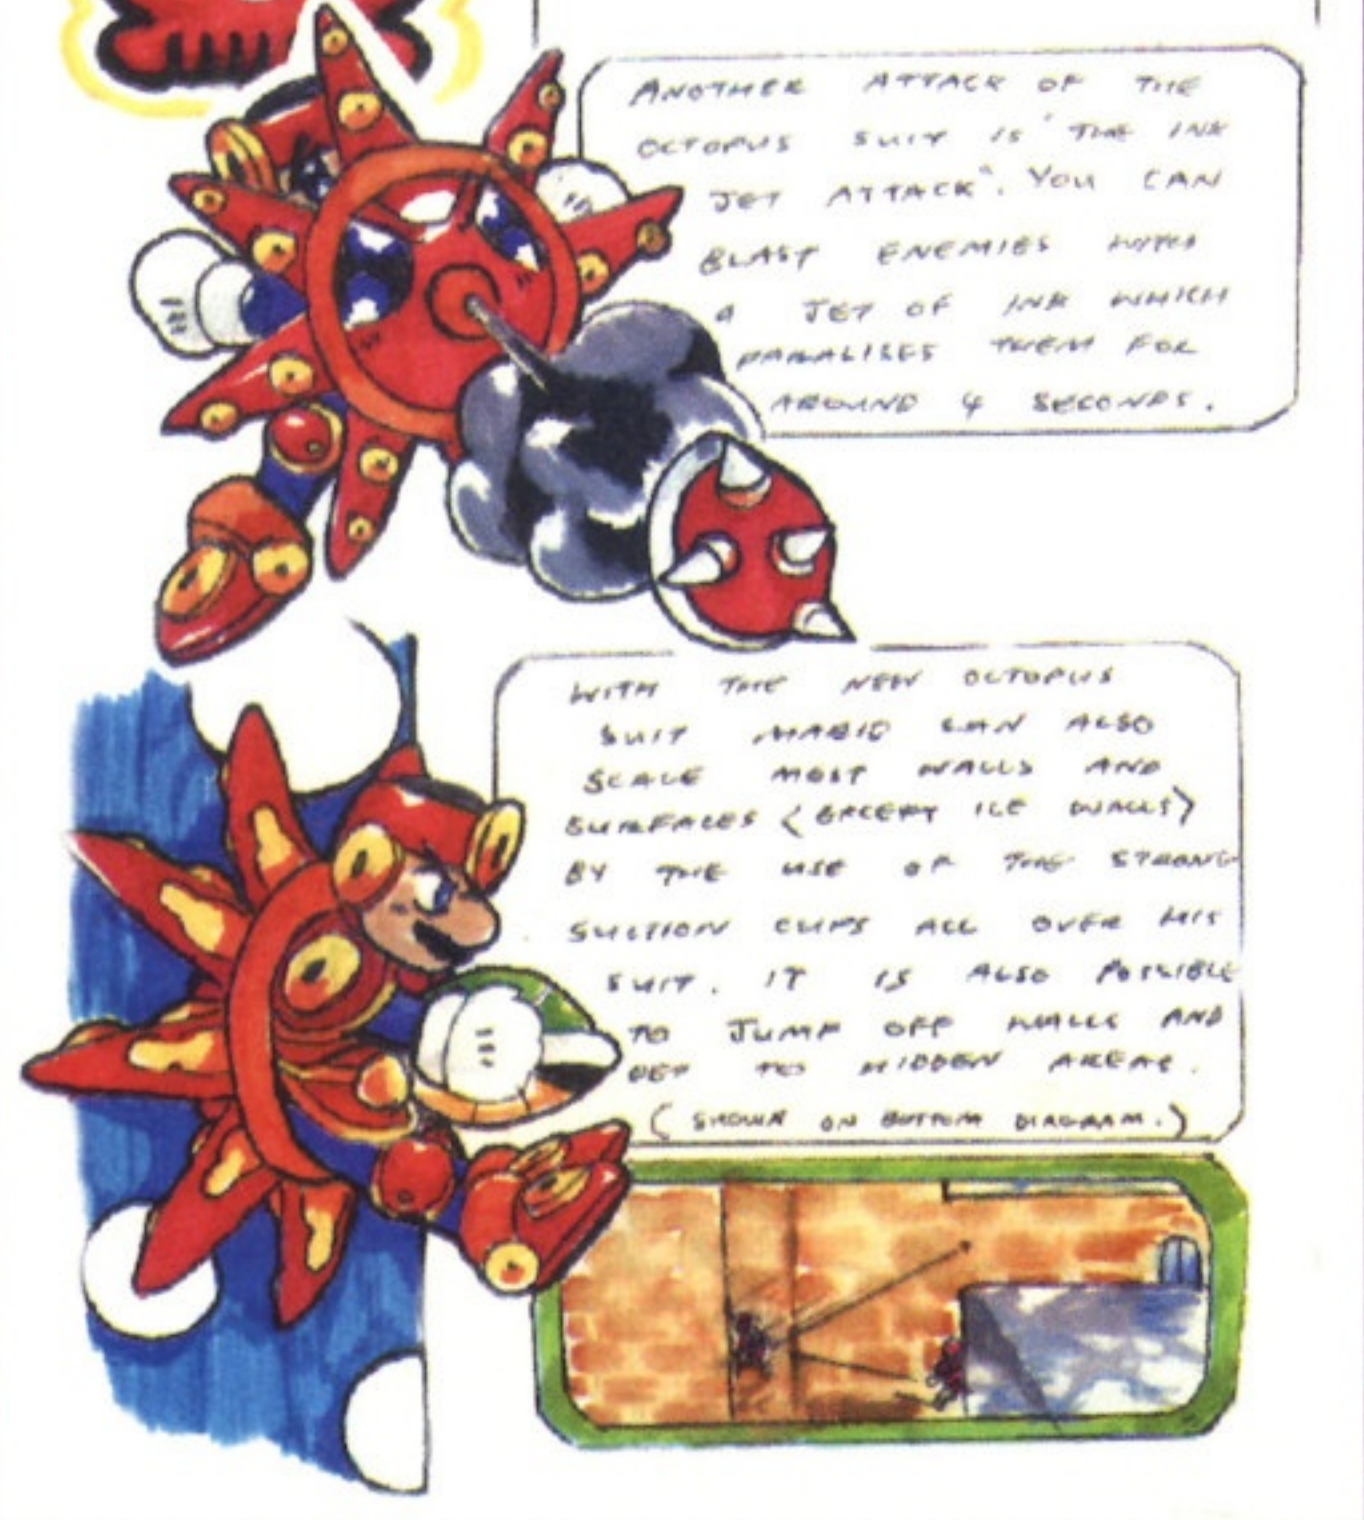 ANOTHER ATTACK OF THE
OCTOPUS SUIT IS "THE INK
JET ATTACK". YOU CAN
BLAST ENEMIES WITH
A JET OF INK WHICH
PARALISES THEM FOR
AROUND 4 SECONDS.
WITH THE NEW OCTOPUS
SUIT MARIO CAN ALSO
SCALE MOST WALLS AND
SURFACES (EXCEPT ICE WALLS)
BY THE USE OF THE STRONG
SUCTION CUPS ALL OVER HIS
SUIT. IT IS ALSO POSSIBLE
TO JUMP OFF WALLS AND
GET TO HIDDEN AREAS.
(SHOWN ON BOTTOM DIAGRAM.)